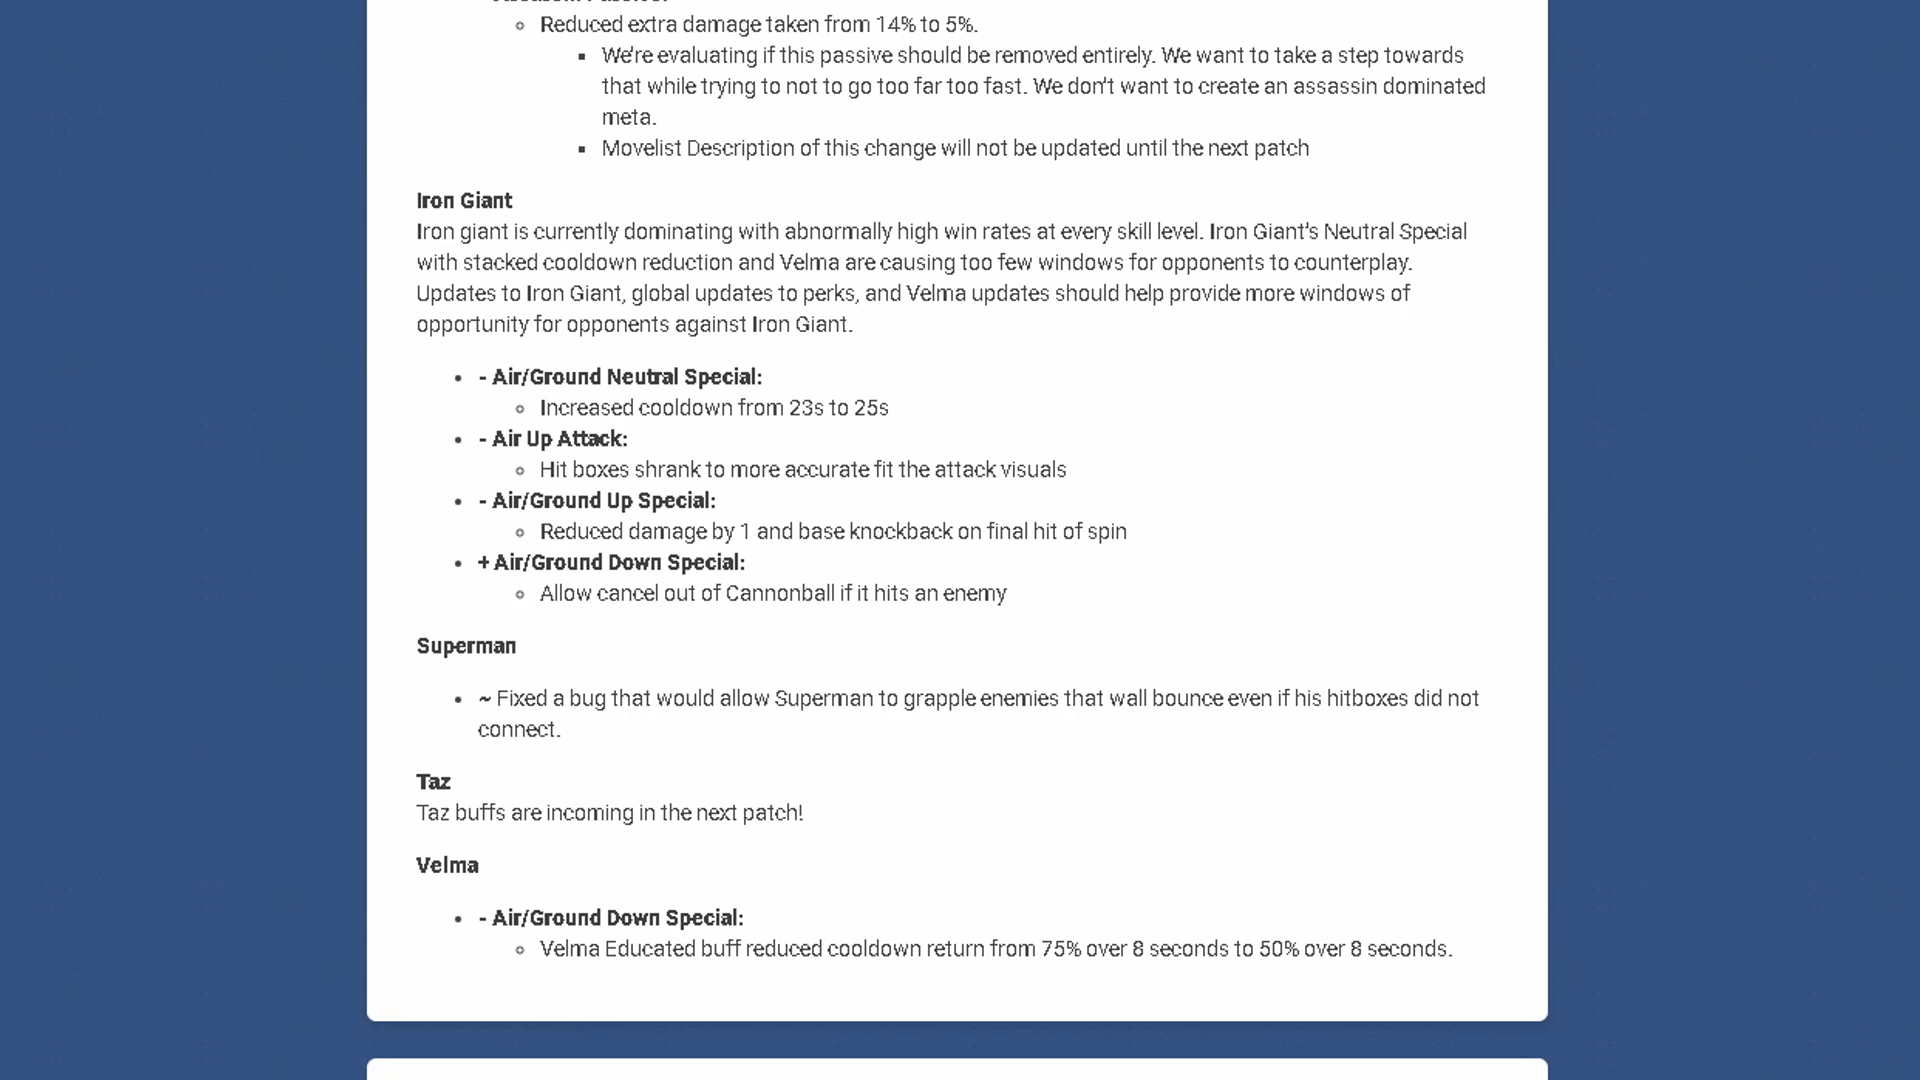 Reduced extra damage taken from 14% to 5%.
We're evaluating if this passive should be removed entirely. We want to take a step towards
that while trying to not to go too far too fast. We don't want to create an assassin dominated
meta.
Movelist Description of this change will not be updated until the next patch
Iron Giant
Iron giant is currently dominating with abnormally high win rates at every skill level. Iron Giant's Neutral Special
with stacked cooldown reduction and Velma are causing too few windows for opponents to counterplay.
Updates to Iron Giant, global updates to perks, and Velma updates should help provide more windows of
opportunity for opponents against Iron Giant.
- Air/Ground Neutral Special:
Increased cooldown from 23s to 25s
- Air Up Attack:
Hit boxes shrank to more accurate fit the attack visuals
- Air/Ground Up Special:
Reduced damage by 1 and base knockback on final hit of spin
+ Air/Ground Down Special:
Allow cancel out of Cannonball if it hits an enemy
Superman
~ Fixed a bug that would allow Superman to grapple enemies that wall bounce even if his hitboxes did not
connect.
Taz
Taz buffs are incoming in the next patch!
Velma
- Air/Ground Down Special:
Velma Educated buff reduced cooldown return from 75% over 8 seconds to 50% over 8 seconds.